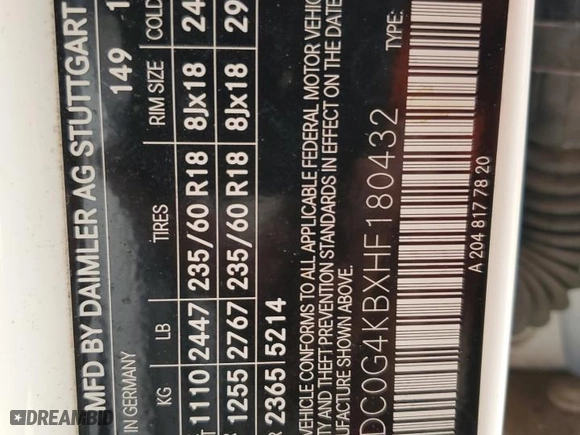 MFD BY DAIMLER AG STUTTGART
IN GERMANY 149
KG LB TIRES RIM SIZE COLD
1110 2447 235/60 R18 8Jx18 24
1255 2767 235/60 R18 8Jx18 29
2365 5214
VEHICLE CONFORMS TO ALL APPLICABLE FEDERAL MOTOR VEHIC
AND THEFT PREVENTION STANDARDS IN EFFECT ON THE DATE
SHOWN ABOVE.
DC0G4KBXHF180432 TYPE:
A 204 817 78 20
DREAMBID